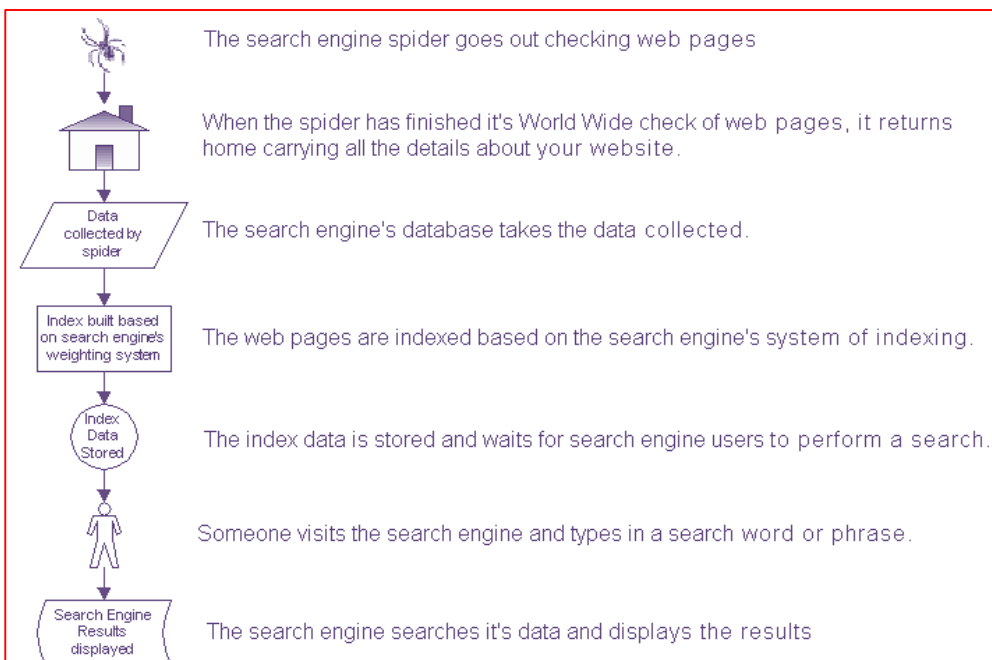 The search engine spider goes out checking web pages
When the spider has finished it's World Wide check of web pages, it returns
home carrying all the details about your website.
Data
collected by
spider
The search engine's database takes the data collected.
Index built based
on search engine's
weighting system
The web pages are indexed based on the search engine's system of indexing.
Index
Data
Stored
The index data is stored and waits for search engine users to perform a search.
Someone visits the search engine and types in a search word or phrase.
Search Engine
Results
displayed
The search engine searches it's data and displays the results